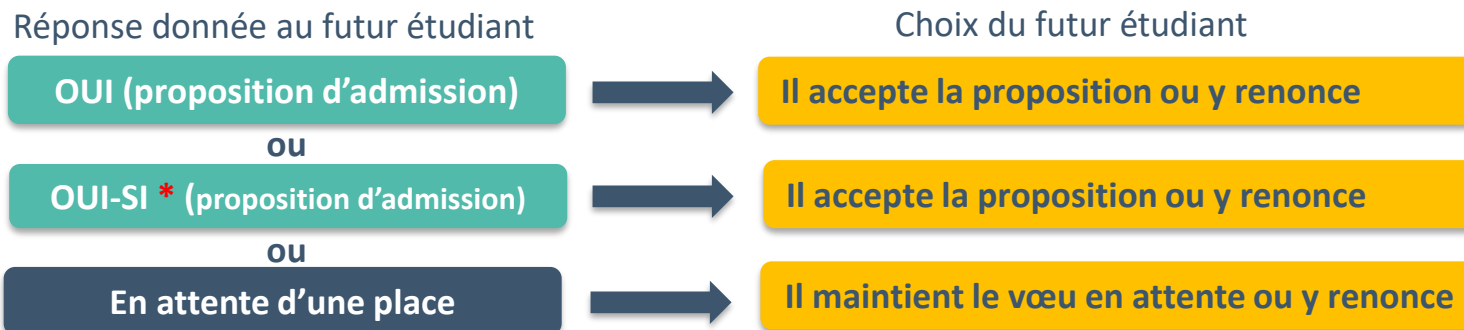 Réponse donnée au futur étudiant
Choix du futur étudiant
OUI (proposition d’admission)
Il accepte la proposition ou y renonce
ou
OUI-SI * (proposition d’admission)
Il accepte la proposition ou y renonce
ou
En attente d’une place
Il maintient le vœu en attente ou y renonce